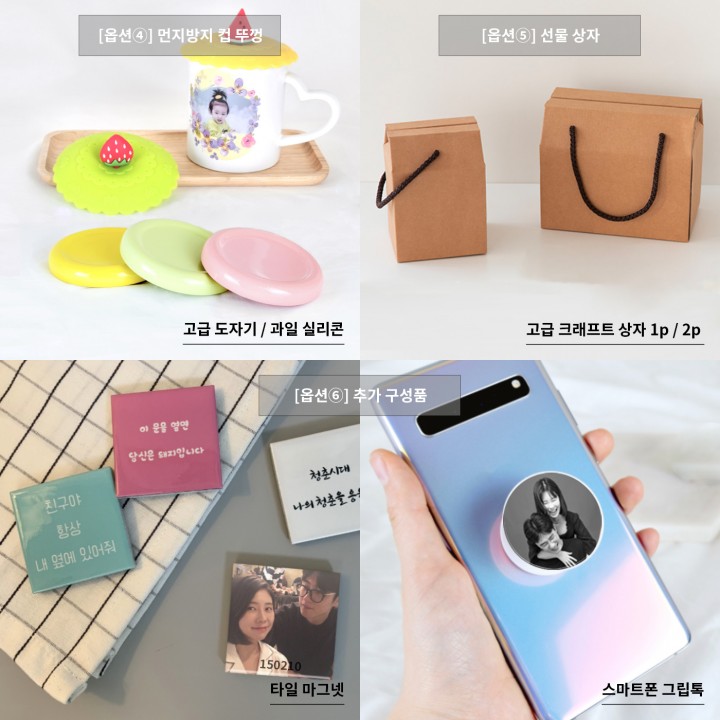 [옵션④] 먼지방지 컵 뚜껑
[옵션⑤] 선물 상자
고급 도자기 / 과일 실리콘
고급 크래프트 상자 1p / 2p
[옵션⑥] 추가 구성품
이 문을 열면
당신은 돼지입니다
친구야
항상
내 옆에 있어줘
청춘시대
나의 청춘을 응원
150210
타일 마그넷
스마트폰 그립톡